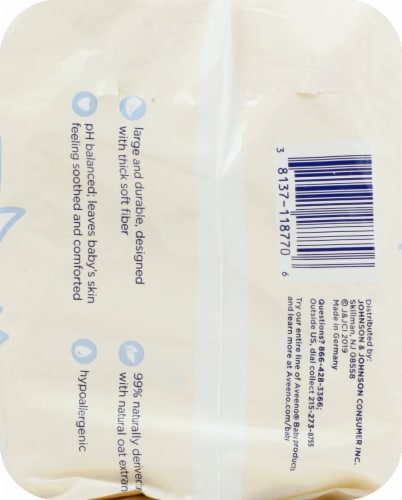 Distributed by:
JOHNSON & JOHNSON CONSUMER INC.
Skillman, NJ 08558
© J&JCI 2019
Made in Germany
Questions? 866-428-3366;
Outside US, dial collect 215-273-8755
Try our entire line of Aveeno® Baby products
and learn more at Aveeno.com/baby
3 8137-118770 6
large and durable, designed
with thick soft fiber
99% naturally derived
with natural oat extract
pH balanced; leaves baby's skin
feeling soothed and comforted
hypoallergenic